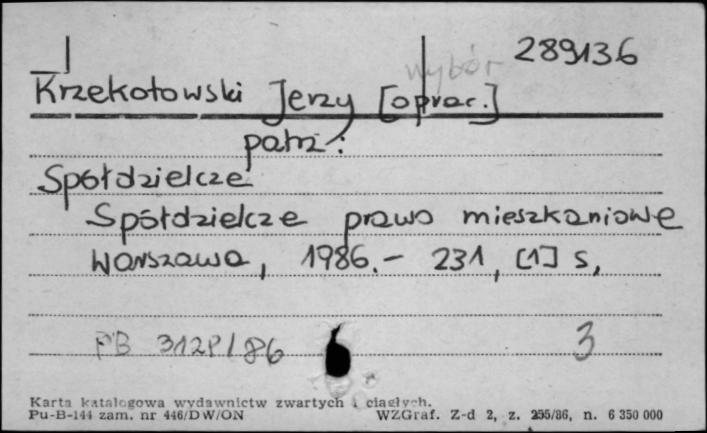 wybór 289136
Krzekotowski Jerzy [oprac.]
patrz:
Spółdzielcze
Spółdzielcze prawo mieszkaniowe
Warszawa, 1986.- 231, [1] s,
PB 312P/86 3
Karta katalogowa wydawnictw zwartych i ciągłych.
Pu-B-144 zam. nr 446/DW/ON WZGraf. Z-d 2, z. 255/86, n. 6 350 000